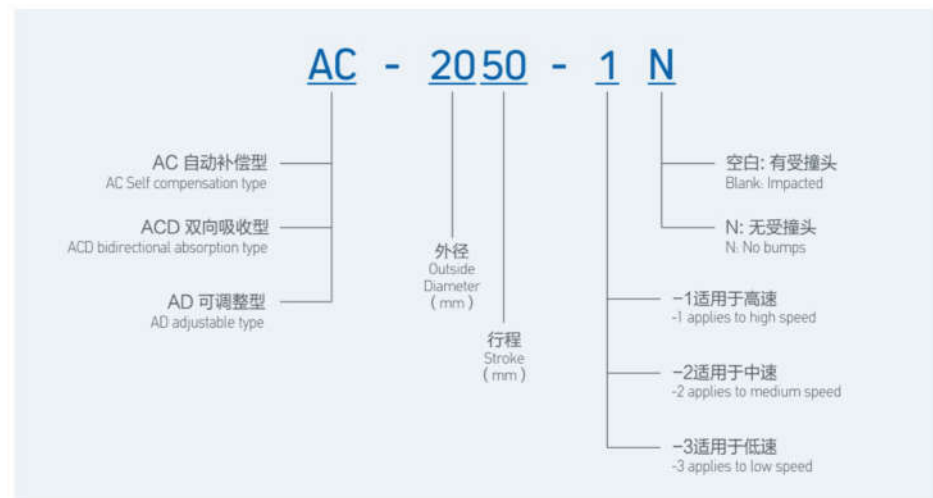 AC - 2050 - 1 N
AC 自动补偿型
AC Self compensation type
ACD 双向吸收型
ACD bidirectional absorption type
AD 可调整型
AD adjustable type
外径
Outside
Diameter
(mm)
行程
Stroke
(mm)
空白: 有受撞头
Blank: Impacted
N: 无受撞头
N: No bumps
-1适用于高速
-1 applies to high speed
-2适用于中速
-2 applies to medium speed
-3适用于低速
-3 applies to low speed